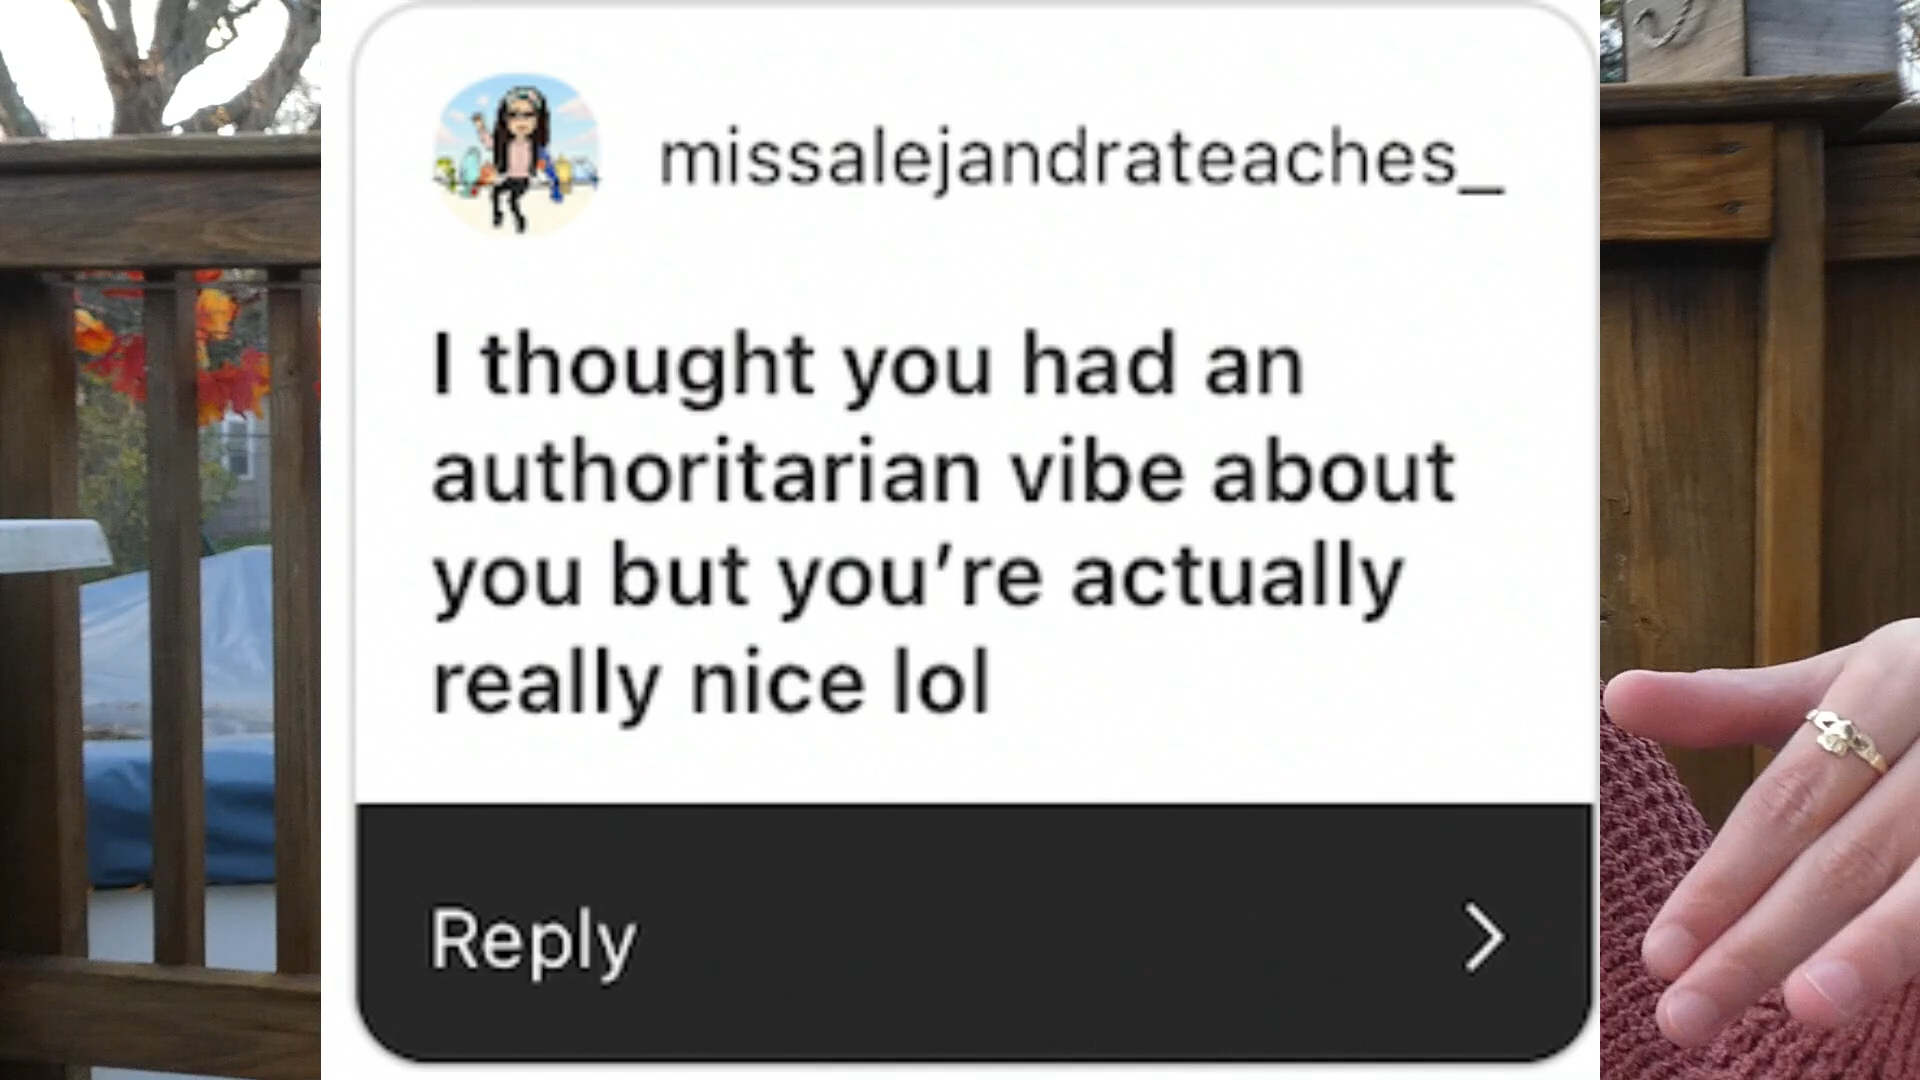 missalejandrateaches_
I thought you had an
authoritarian vibe about
you but you’re actually
really nice lol
Reply